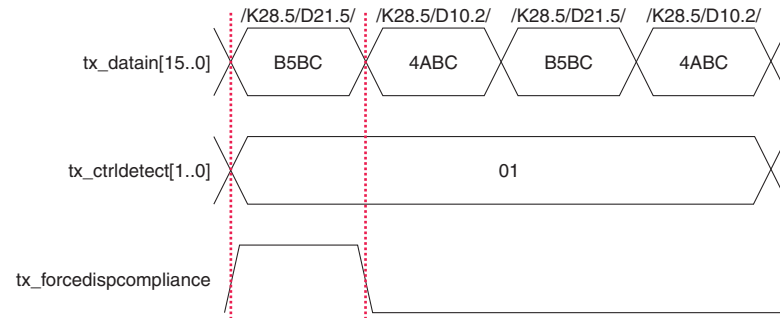 /K28.5/D21.5/ /K28.5/D10.2/ /K28.5/D21.5/ /K28.5/D10.2/
tx_datain[15..0] B5BC 4ABC B5BC 4ABC
tx_ctrldetect[1..0] 01
tx_forcedispcompliance